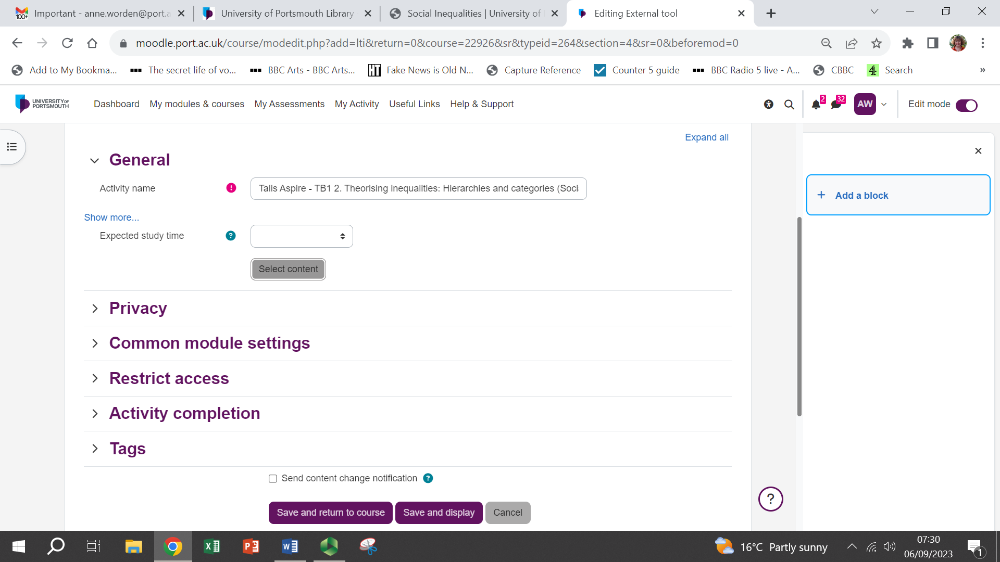 Important - anne.worden@port.a
University of Portsmouth Library
Social Inequalities | University of
Editing External tool
moodle.port.ac.uk/course/modedit.php?add=lti&return=0&course=22926&sr&typeid=264&section=4&sr=0&beforemod=0
Add to My Bookma... The secret life of vo... BBC Arts - BBC Arts... Fake News is Old N... Capture Reference Counter 5 guide BBC Radio 5 live - A... CBBC Search »
UNIVERSITY OF PORTSMOUTH
Dashboard My modules & courses My Assessments My Activity Useful Links Help & Support
2 32 AW Edit mode
Expand all
General
Activity name
Talis Aspire - TB1 2. Theorising inequalities: Hierarchies and categories (Soci
Show more...
Expected study time
Select content
Add a block
Privacy
Common module settings
Restrict access
Activity completion
Tags
Send content change notification
Save and return to course Save and display Cancel
?
16°C Partly sunny
07:30
06/09/2023
1